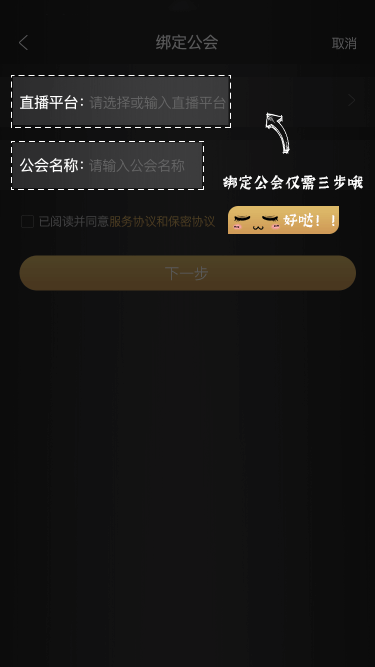 绑定公会
取消
直播平台：请选择或输入直播平台
公会名称：请输入公会名称
绑定公会仅需三步哦
已阅读并同意服务协议和保密协议
好哒！！
下一步